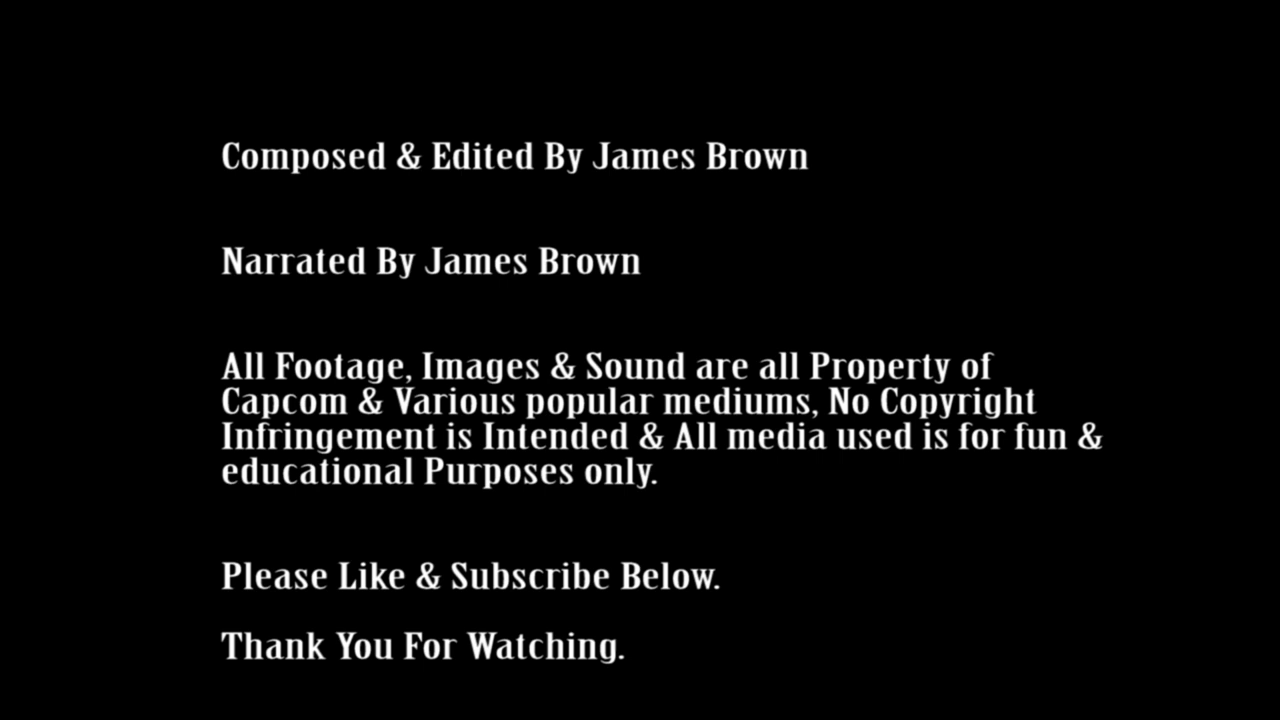 Composed & Edited By James Brown
Narrated By James Brown
All Footage, Images & Sound are all Property of
Capcom & Various popular mediums, No Copyright
Infringement is Intended & All media used is for fun &
educational Purposes only.
Please Like & Subscribe Below.
Thank You For Watching.